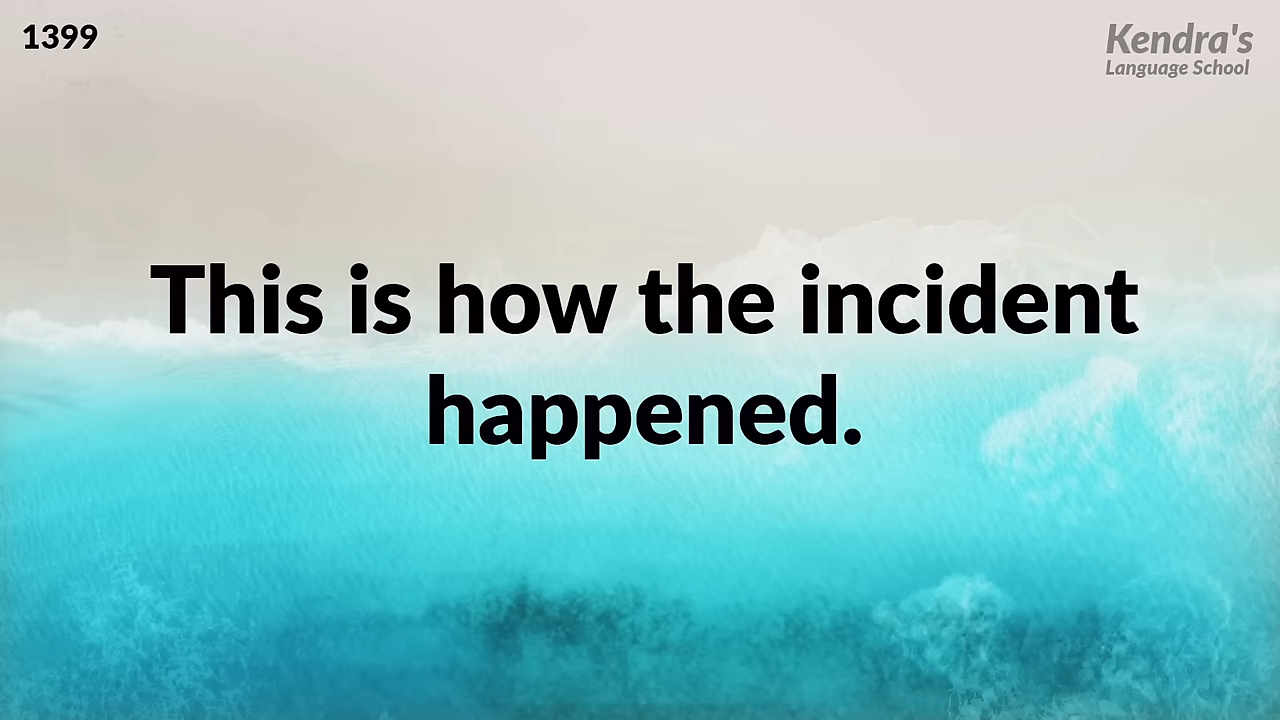 1399
Kendra's
Language School
This is how the incident
happened.